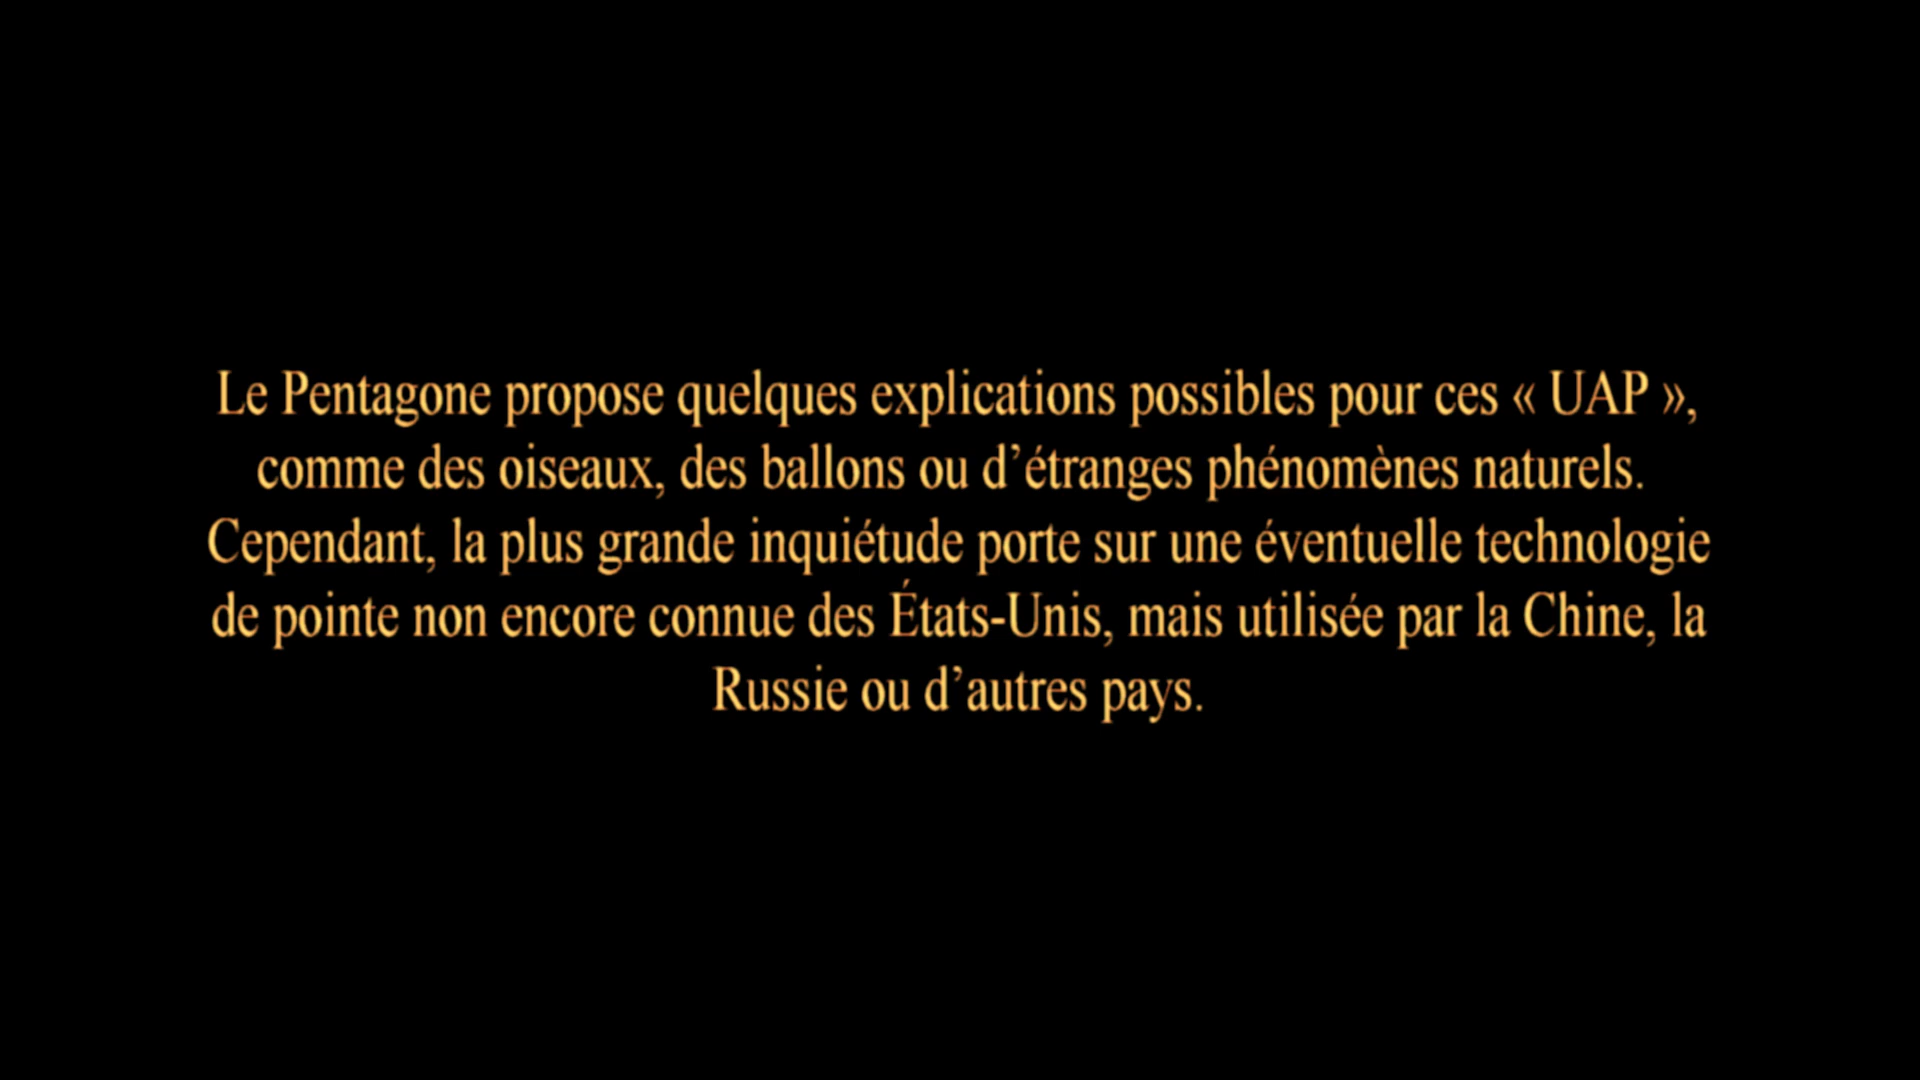 Le Pentagone propose quelques explications possibles pour ces « UAP »,
comme des oiseaux, des ballons ou d’étranges phénomènes naturels.
Cependant, la plus grande inquiétude porte sur une éventuelle technologie
de pointe non encore connue des États-Unis, mais utilisée par la Chine, la
Russie ou d’autres pays.